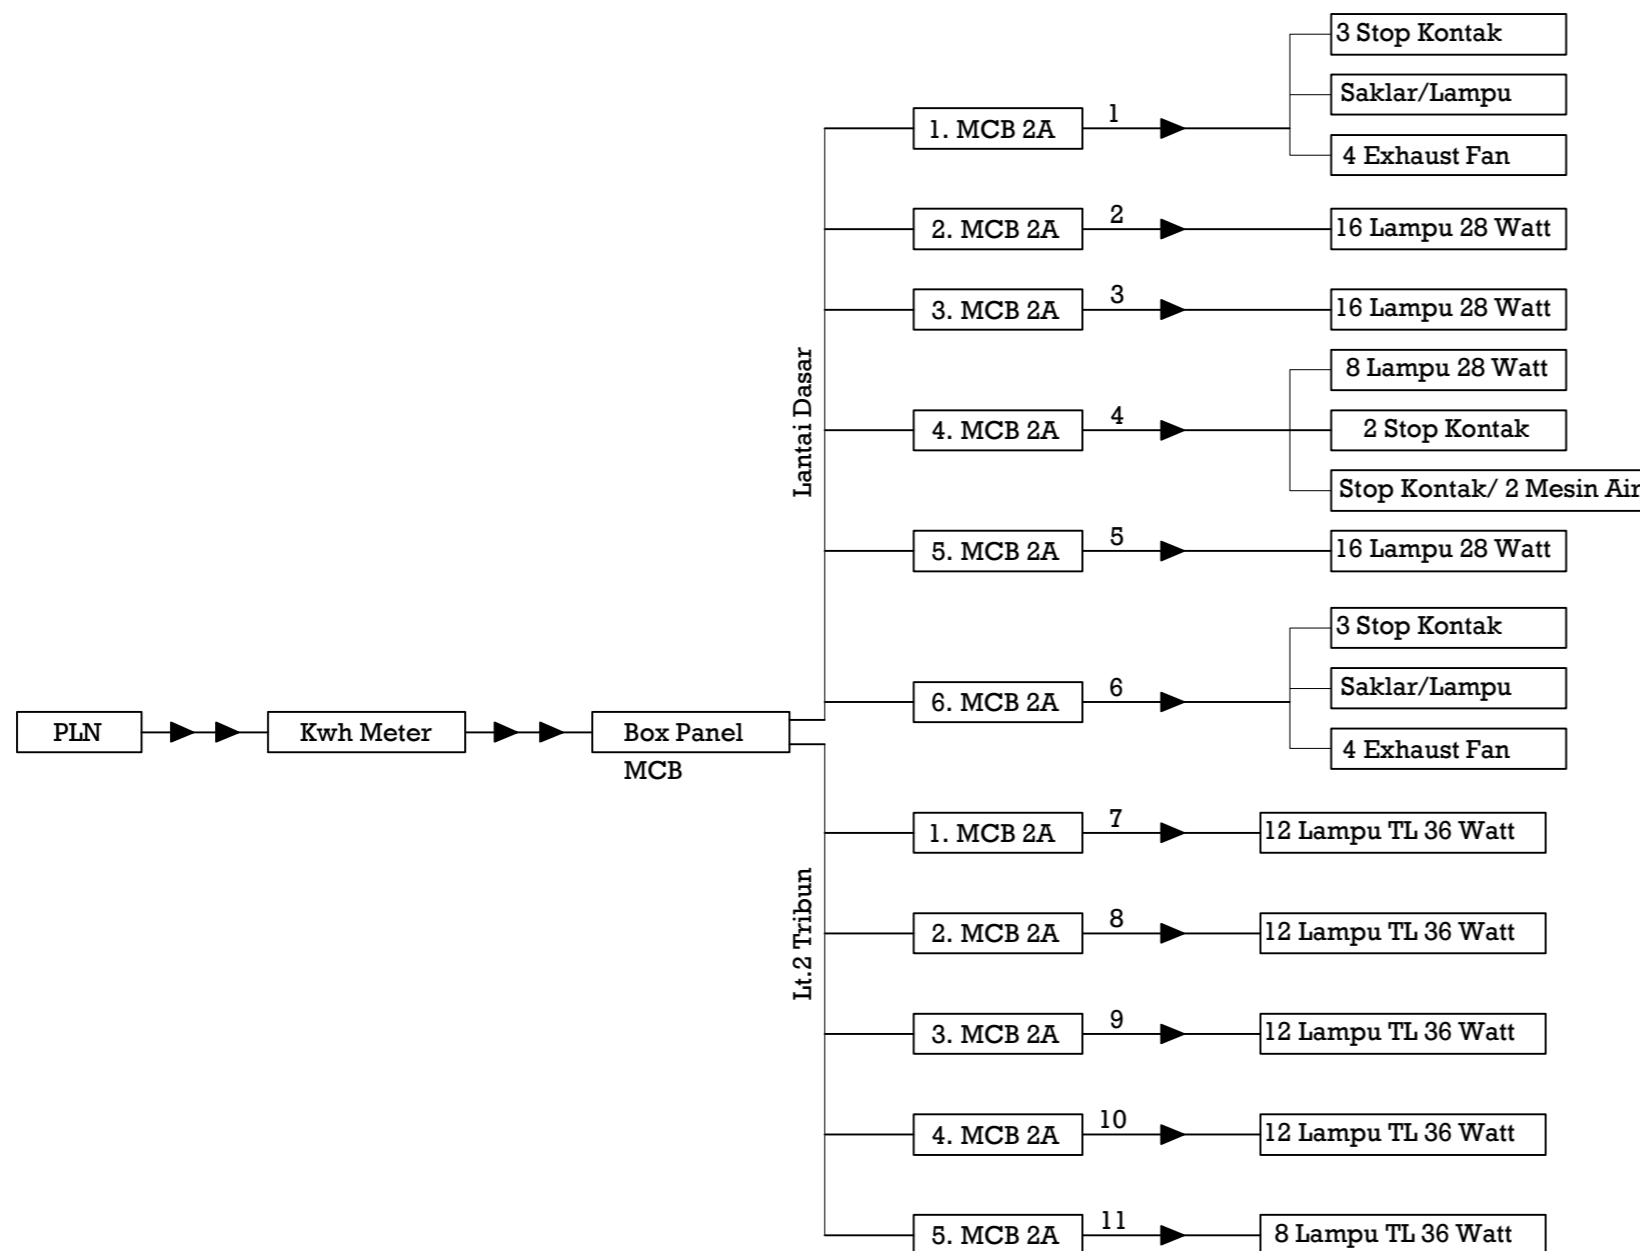 3 Stop Kontak
Saklar/Lampu
1. MCB 2A
1
4 Exhaust Fan
2. MCB 2A
2
16 Lampu 28 Watt
3. MCB 2A
3
16 Lampu 28 Watt
Lantai Dasar
8 Lampu 28 Watt
4. MCB 2A
4
2 Stop Kontak
Stop Kontak/ 2 Mesin Air
5. MCB 2A
5
16 Lampu 28 Watt
3 Stop Kontak
6. MCB 2A
6
Saklar/Lampu
4 Exhaust Fan
PLN
Kwh Meter
Box Panel
MCB
1. MCB 2A
7
12 Lampu TL 36 Watt
Lt.2 Tribun
2. MCB 2A
8
12 Lampu TL 36 Watt
3. MCB 2A
9
12 Lampu TL 36 Watt
4. MCB 2A
10
12 Lampu TL 36 Watt
5. MCB 2A
11
8 Lampu TL 36 Watt